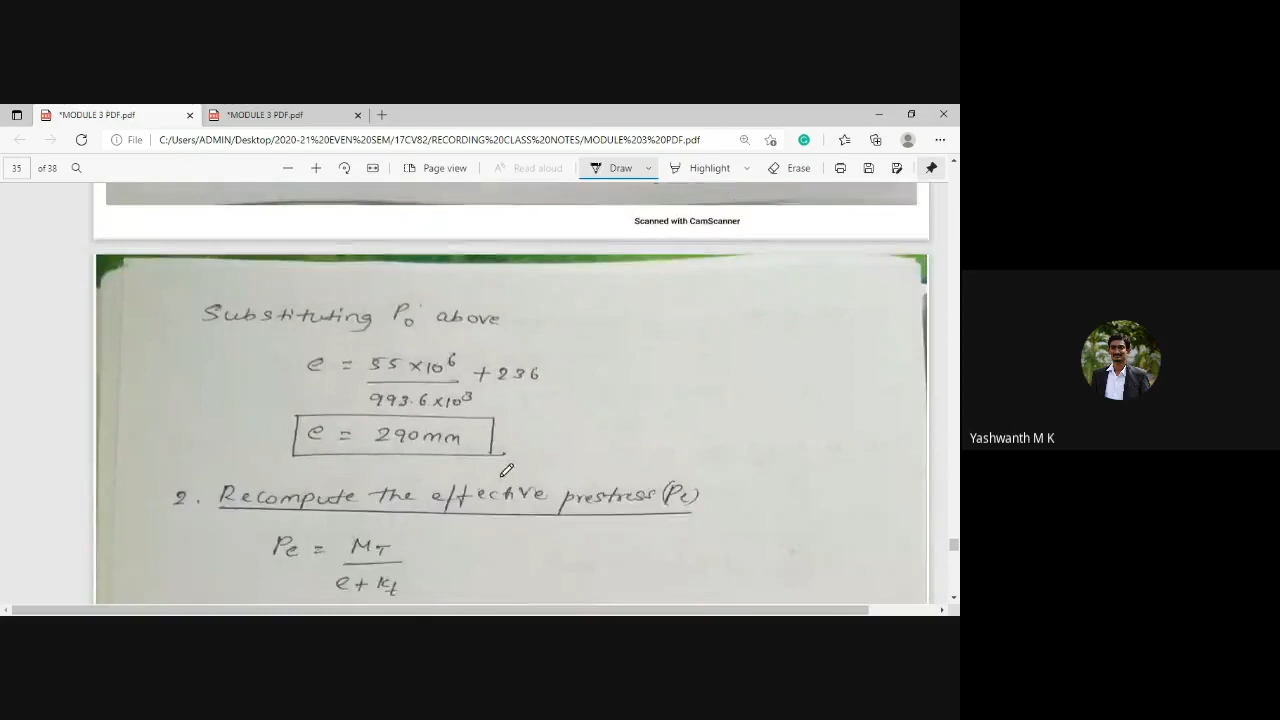 *MODULE 3 PDF.pdf
*MODULE 3 PDF.pdf
File
C:/Users/ADMIN/Desktop/2020-21%20EVEN%20SEM/17CV82/RECORDING%20CLASS%20NOTES/MODULE%203%20PDF.pdf
35 of 38
Page view
Read aloud
Draw
Highlight
Erase
Scanned with CamScanner
Substituting P₀ above
e = 55×10⁶ / 993.6×10³ + 236
e = 290mm
2. Recompute the effective prestress (Pe)
Pe = MT / e + Kt
Yashwanth M K